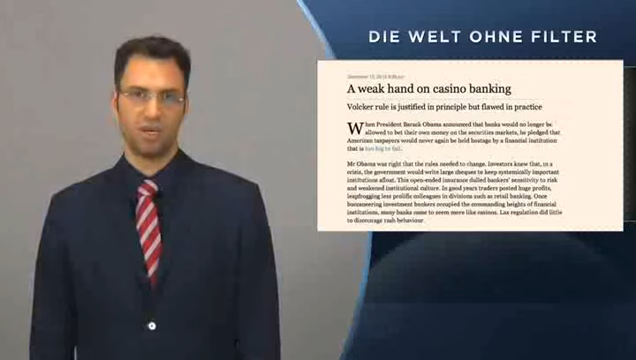 DIE WELT OHNE FILTER
A weak hand on casino banking
Volcker rule is justified in principle but flawed in practice
When President Barack Obama announced that banks would no longer be
allowed to bet their own money on the securities markets, he pledged that
American taxpayers would never again be held hostage by a financial institution
that is too big to fail.
Mr Obama was right that the rules needed to change. Investors knew that, in a
crisis, the government would write large cheques to keep systemically important
institutions afloat. This open-ended insurance dulled bankers' sensitivity to risk
and weakened institutional culture. In good years traders posted huge profits,
leapfrogging less prolific colleagues in divisions such as retail banking. Once
buccaneering investment bankers occupied the commanding heights of financial
institutions, many banks came to seem more like casinos. Lax regulation did little
to discourage rash behaviour.